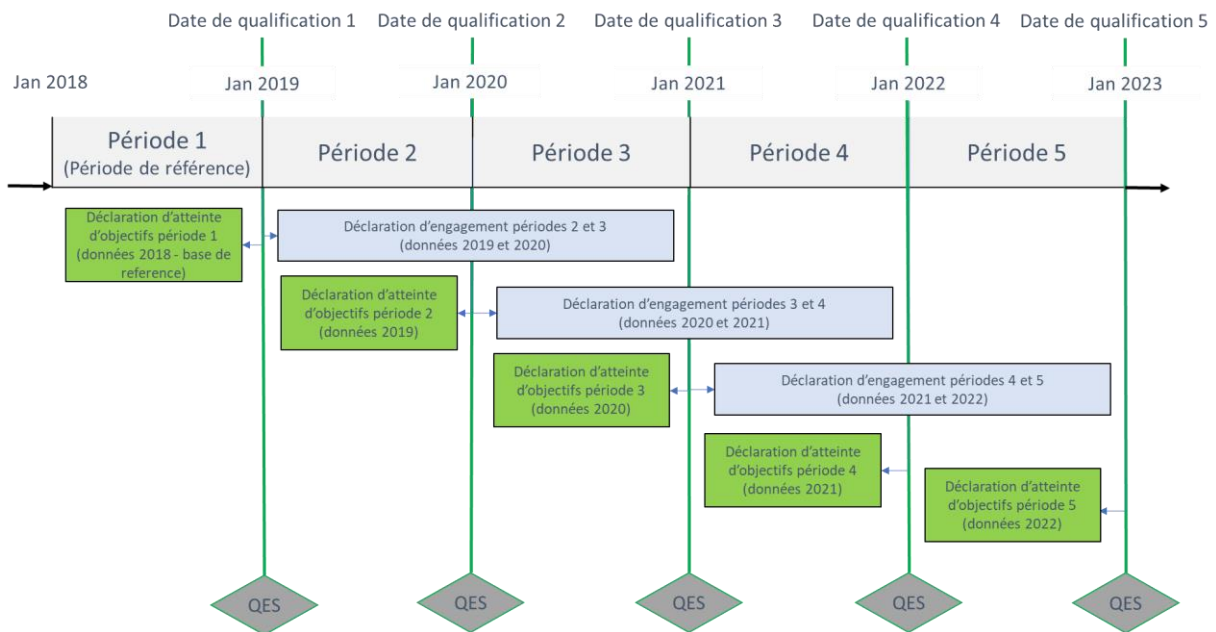 Date de qualification 1
Date de qualification 2
Date de qualification 3
Date de qualification 4
Date de qualification 5
Jan 2018
Jan 2019
Jan 2020
Jan 2021
Jan 2022
Jan 2023
Période 1
(Période de référence)
Période 2
Période 3
Période 4
Période 5
Déclaration d'atteinte
d'objectifs période 1
(données 2018 - base de
reference)
Déclaration d'engagement périodes 2 et 3
(données 2019 et 2020)
Déclaration d'atteinte
d'objectifs période 2
(données 2019)
Déclaration d'engagement périodes 3 et 4
(données 2020 et 2021)
Déclaration d'atteinte
d'objectifs période 3
(données 2020)
Déclaration d'engagement périodes 4 et 5
(données 2021 et 2022)
Déclaration d'atteinte
d'objectifs période 4
(données 2021)
Déclaration d'atteinte
d'objectifs période 5
(données 2022)
QES
QES
QES
QES
QES